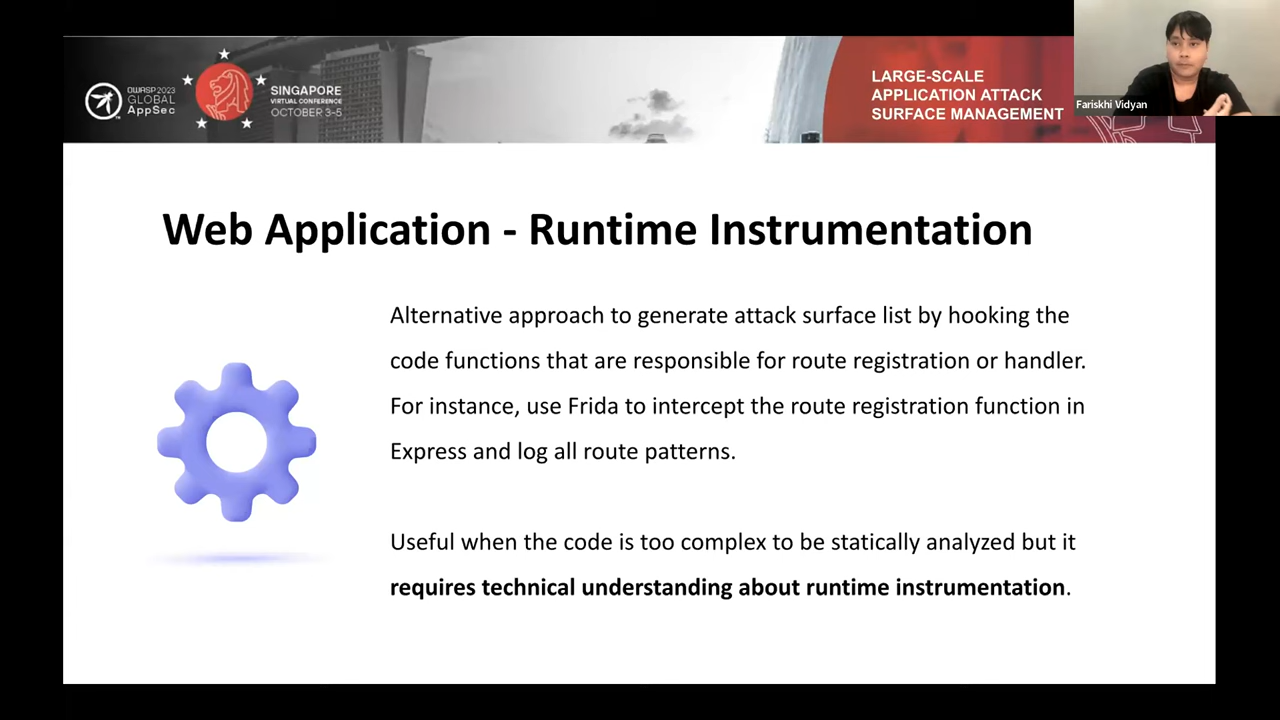 OWASP 2023
GLOBAL
AppSec
SINGAPORE
VIRTUAL CONFERENCE
OCTOBER 3-5
LARGE-SCALE
APPLICATION ATTACK
SURFACE MANAGEMENT
Fariskhi Vidyan
Web Application - Runtime Instrumentation
Alternative approach to generate attack surface list by hooking the
code functions that are responsible for route registration or handler.
For instance, use Frida to intercept the route registration function in
Express and log all route patterns.
Useful when the code is too complex to be statically analyzed but it
requires technical understanding about runtime instrumentation.